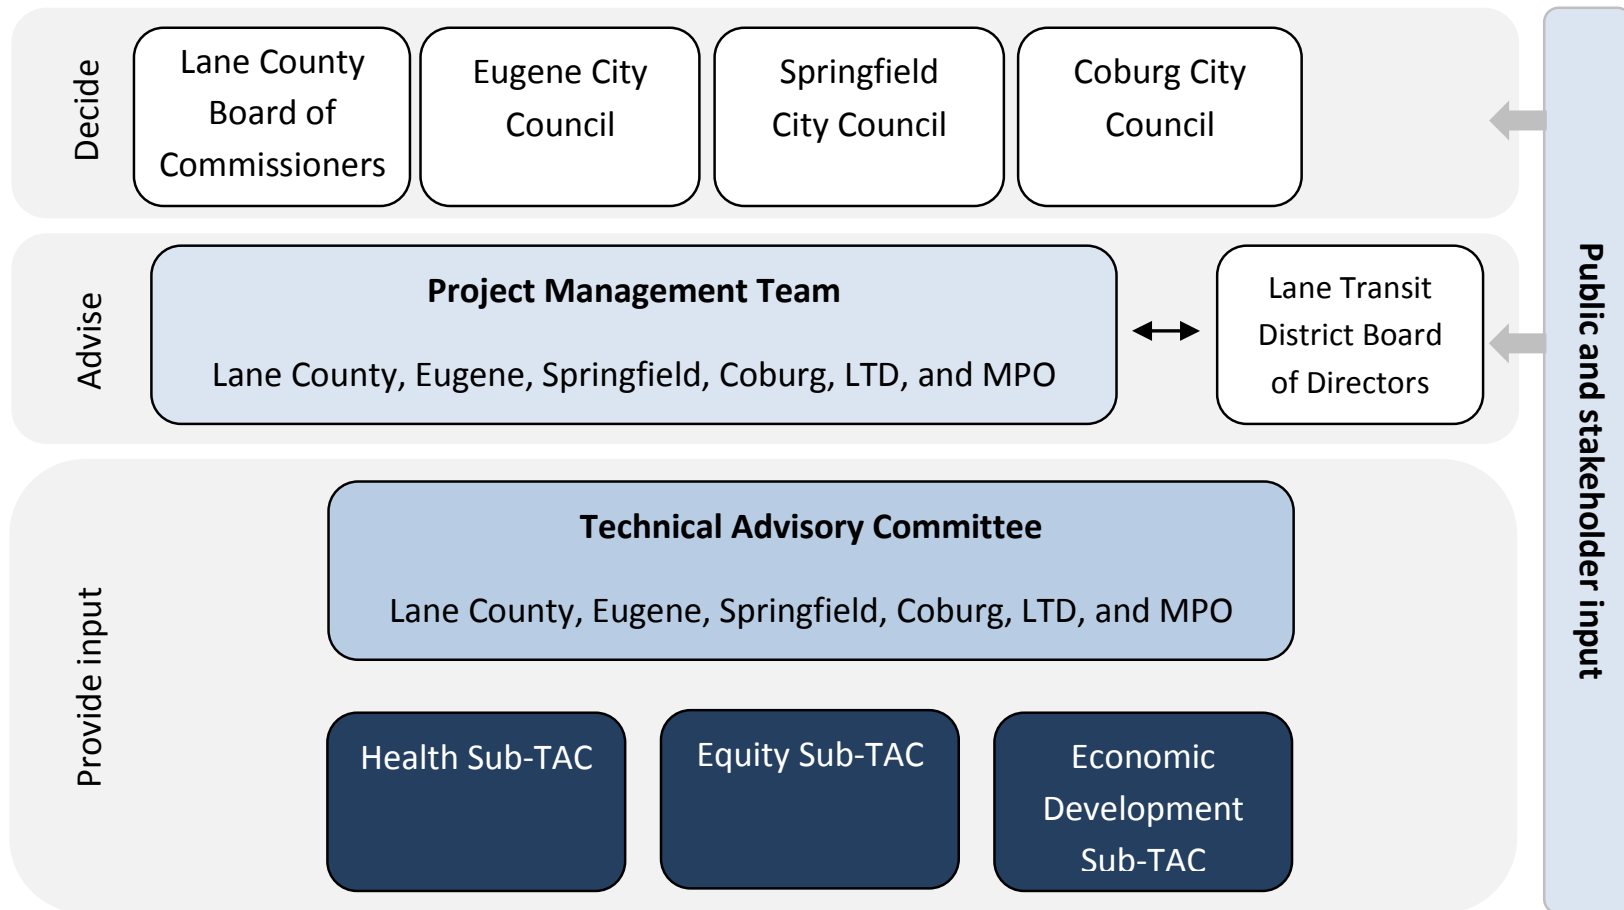 Decide
Lane County
Board of
Commissioners
Eugene City
Council
Springfield
City Council
Coburg City
Council
Advise
Project Management Team
Lane County, Eugene, Springfield, Coburg, LTD, and MPO
Lane Transit
District Board
of Directors
Provide input
Technical Advisory Committee
Lane County, Eugene, Springfield, Coburg, LTD, and MPO
Health Sub-TAC
Equity Sub-TAC
Economic
Development
Sub-TAC
Public and stakeholder input